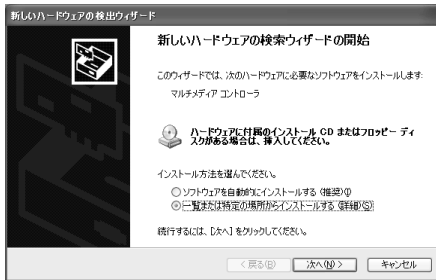 新しいハードウェアの検出ウィザード
新しいハードウェアの検索ウィザードの開始
このウィザードでは、次のハードウェアに必要なソフトウェアをインストールします:
マルチメディア コントローラ
ハードウェアに付属のインストール CD またはフロッピー ディ
スクがある場合は、挿入してください。
インストール方法を選んでください。
ソフトウェアを自動的にインストールする (推奨)(I)
一覧または特定の場所からインストールする (詳細)(S)
続行するには、[次へ] をクリックしてください。
< 戻る(B)
次へ(N) >
キャンセル